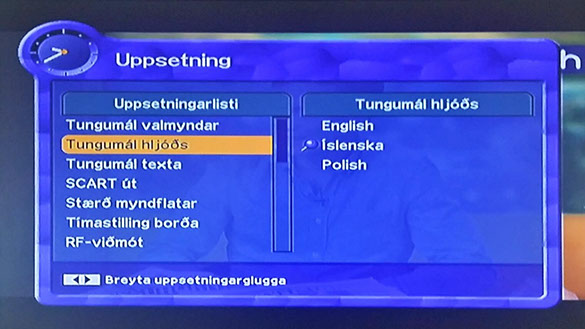 Uppsetning
h
Uppsetningarlisti
Tungumál valmyndar
Tungumál hljóðs
Tungumál texta
SCART út
Stærð myndflatar
Tímastilling borða
RF-viðmót
Tungumál hljóðs
English
Íslenska
Polish
Breyta uppsetningarglugga